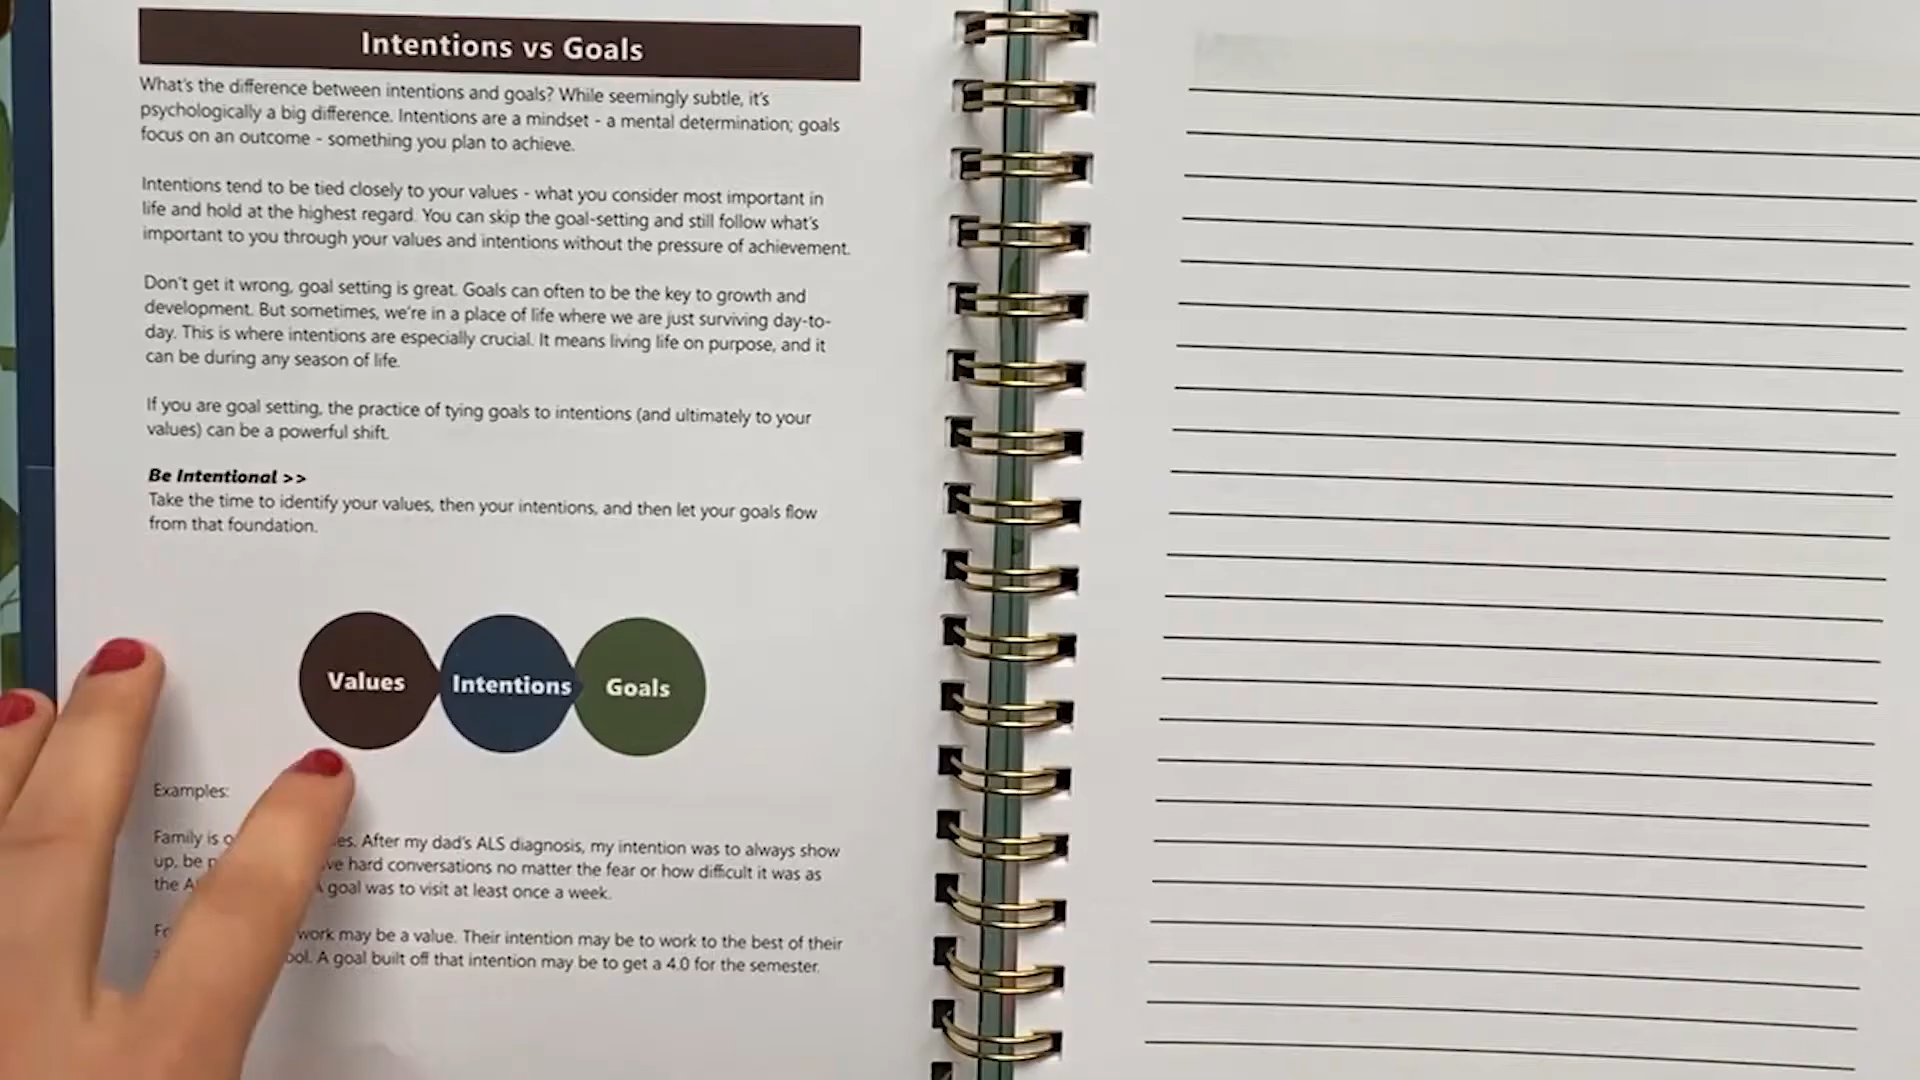 Intentions vs Goals
What's the difference between intentions and goals? While seemingly subtle, it's
psychologically a big difference. Intentions are a mindset - a mental determination; goals
focus on an outcome - something you plan to achieve.
Intentions tend to be tied closely to your values - what you consider most important in
life and hold at the highest regard. You can skip the goal-setting and still follow what's
important to you through your values and intentions without the pressure of achievement.
Don't get it wrong, goal setting is great. Goals can often to be the key to growth and
development. But sometimes, we're in a place of life where we are just surviving day-to-
day. This is where intentions are especially crucial. It means living life on purpose, and it
can be during any season of life.
If you are goal setting, the practice of tying goals to intentions (and ultimately to your
values) can be a powerful shift.
Be Intentional >>
Take the time to identify your values, then your intentions, and then let your goals flow
from that foundation.
Values Intentions Goals
Examples:
Family is After my dad's ALS diagnosis, my intention was to always show
up, be hard conversations no matter the fear or how difficult it was as
the goal was to visit at least once a week.
work may be a value. Their intention may be to work to the best of their
A goal built off that intention may be to get a 4.0 for the semester.